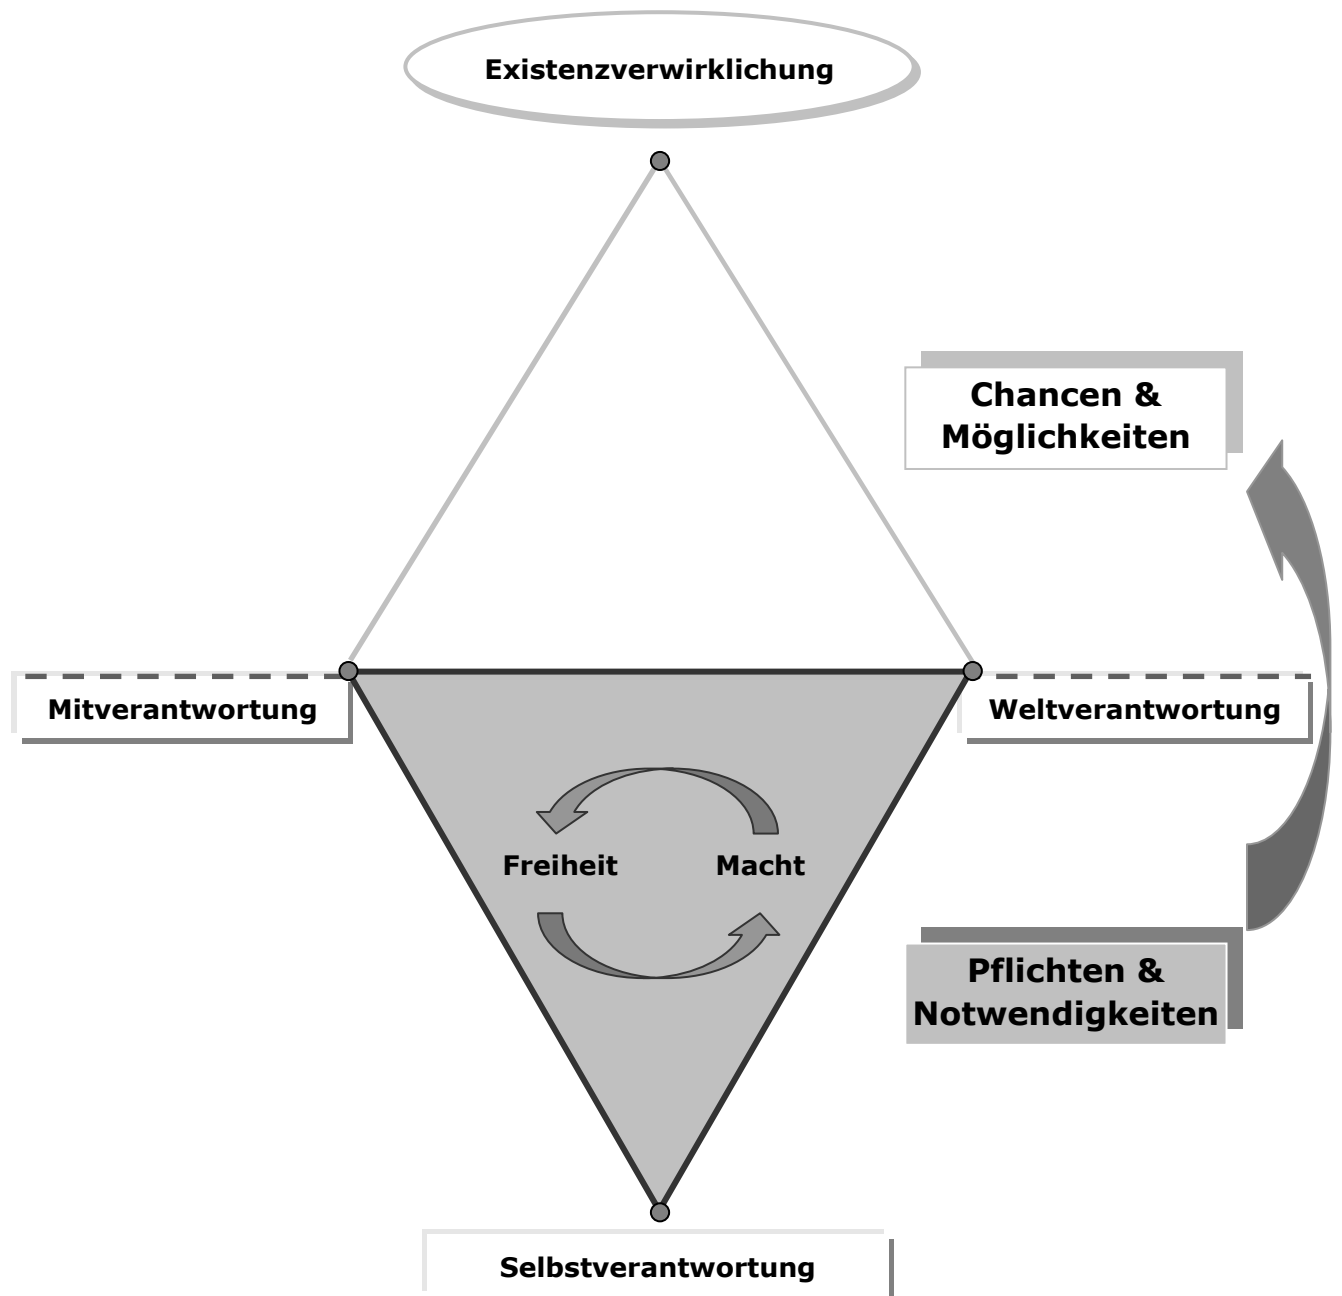 Existenzverwirklichung
Chancen &
Möglichkeiten
Mitverantwortung
Weltverantwortung
Freiheit
Macht
Pflichten &
Notwendigkeiten
Selbstverantwortung